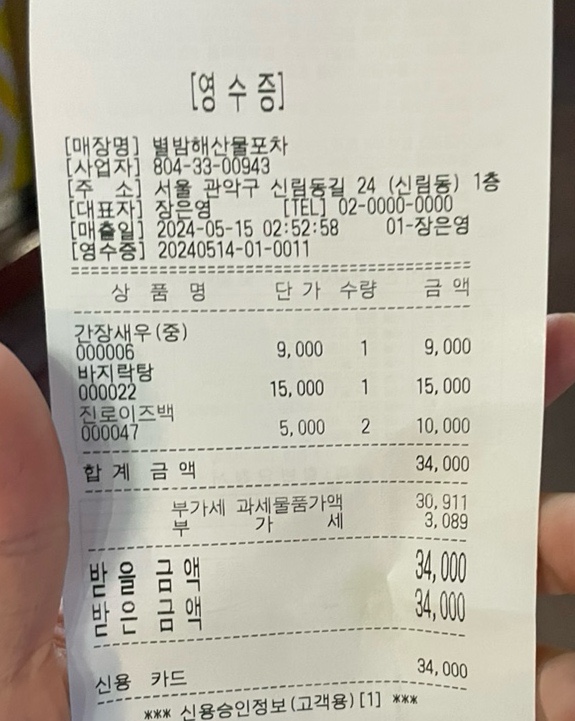 [영 수 증]
[매장명] 별밤해산물포차
[사업자] 804-33-00943
[주 소] 서울 관악구 신림동길 24 (신림동) 1층
[대표자] 장은영 [TEL] 02-0000-0000
[매출일] 2024-05-15 02:52:58 01-장은영
[영수증] 20240514-01-0011
상 품 명 단 가 수량 금 액
간장새우(중)
000006 9,000 1 9,000
바지락탕
000022 15,000 1 15,000
진로이즈백
000047 5,000 2 10,000
합 계 금 액 34,000
부가세 과세물품가액 30,911
부 가 세 3,089
받 을 금 액 34,000
받 은 금 액 34,000
신용 카드 34,000
*** 신용승인정보(고객용)[1] ***